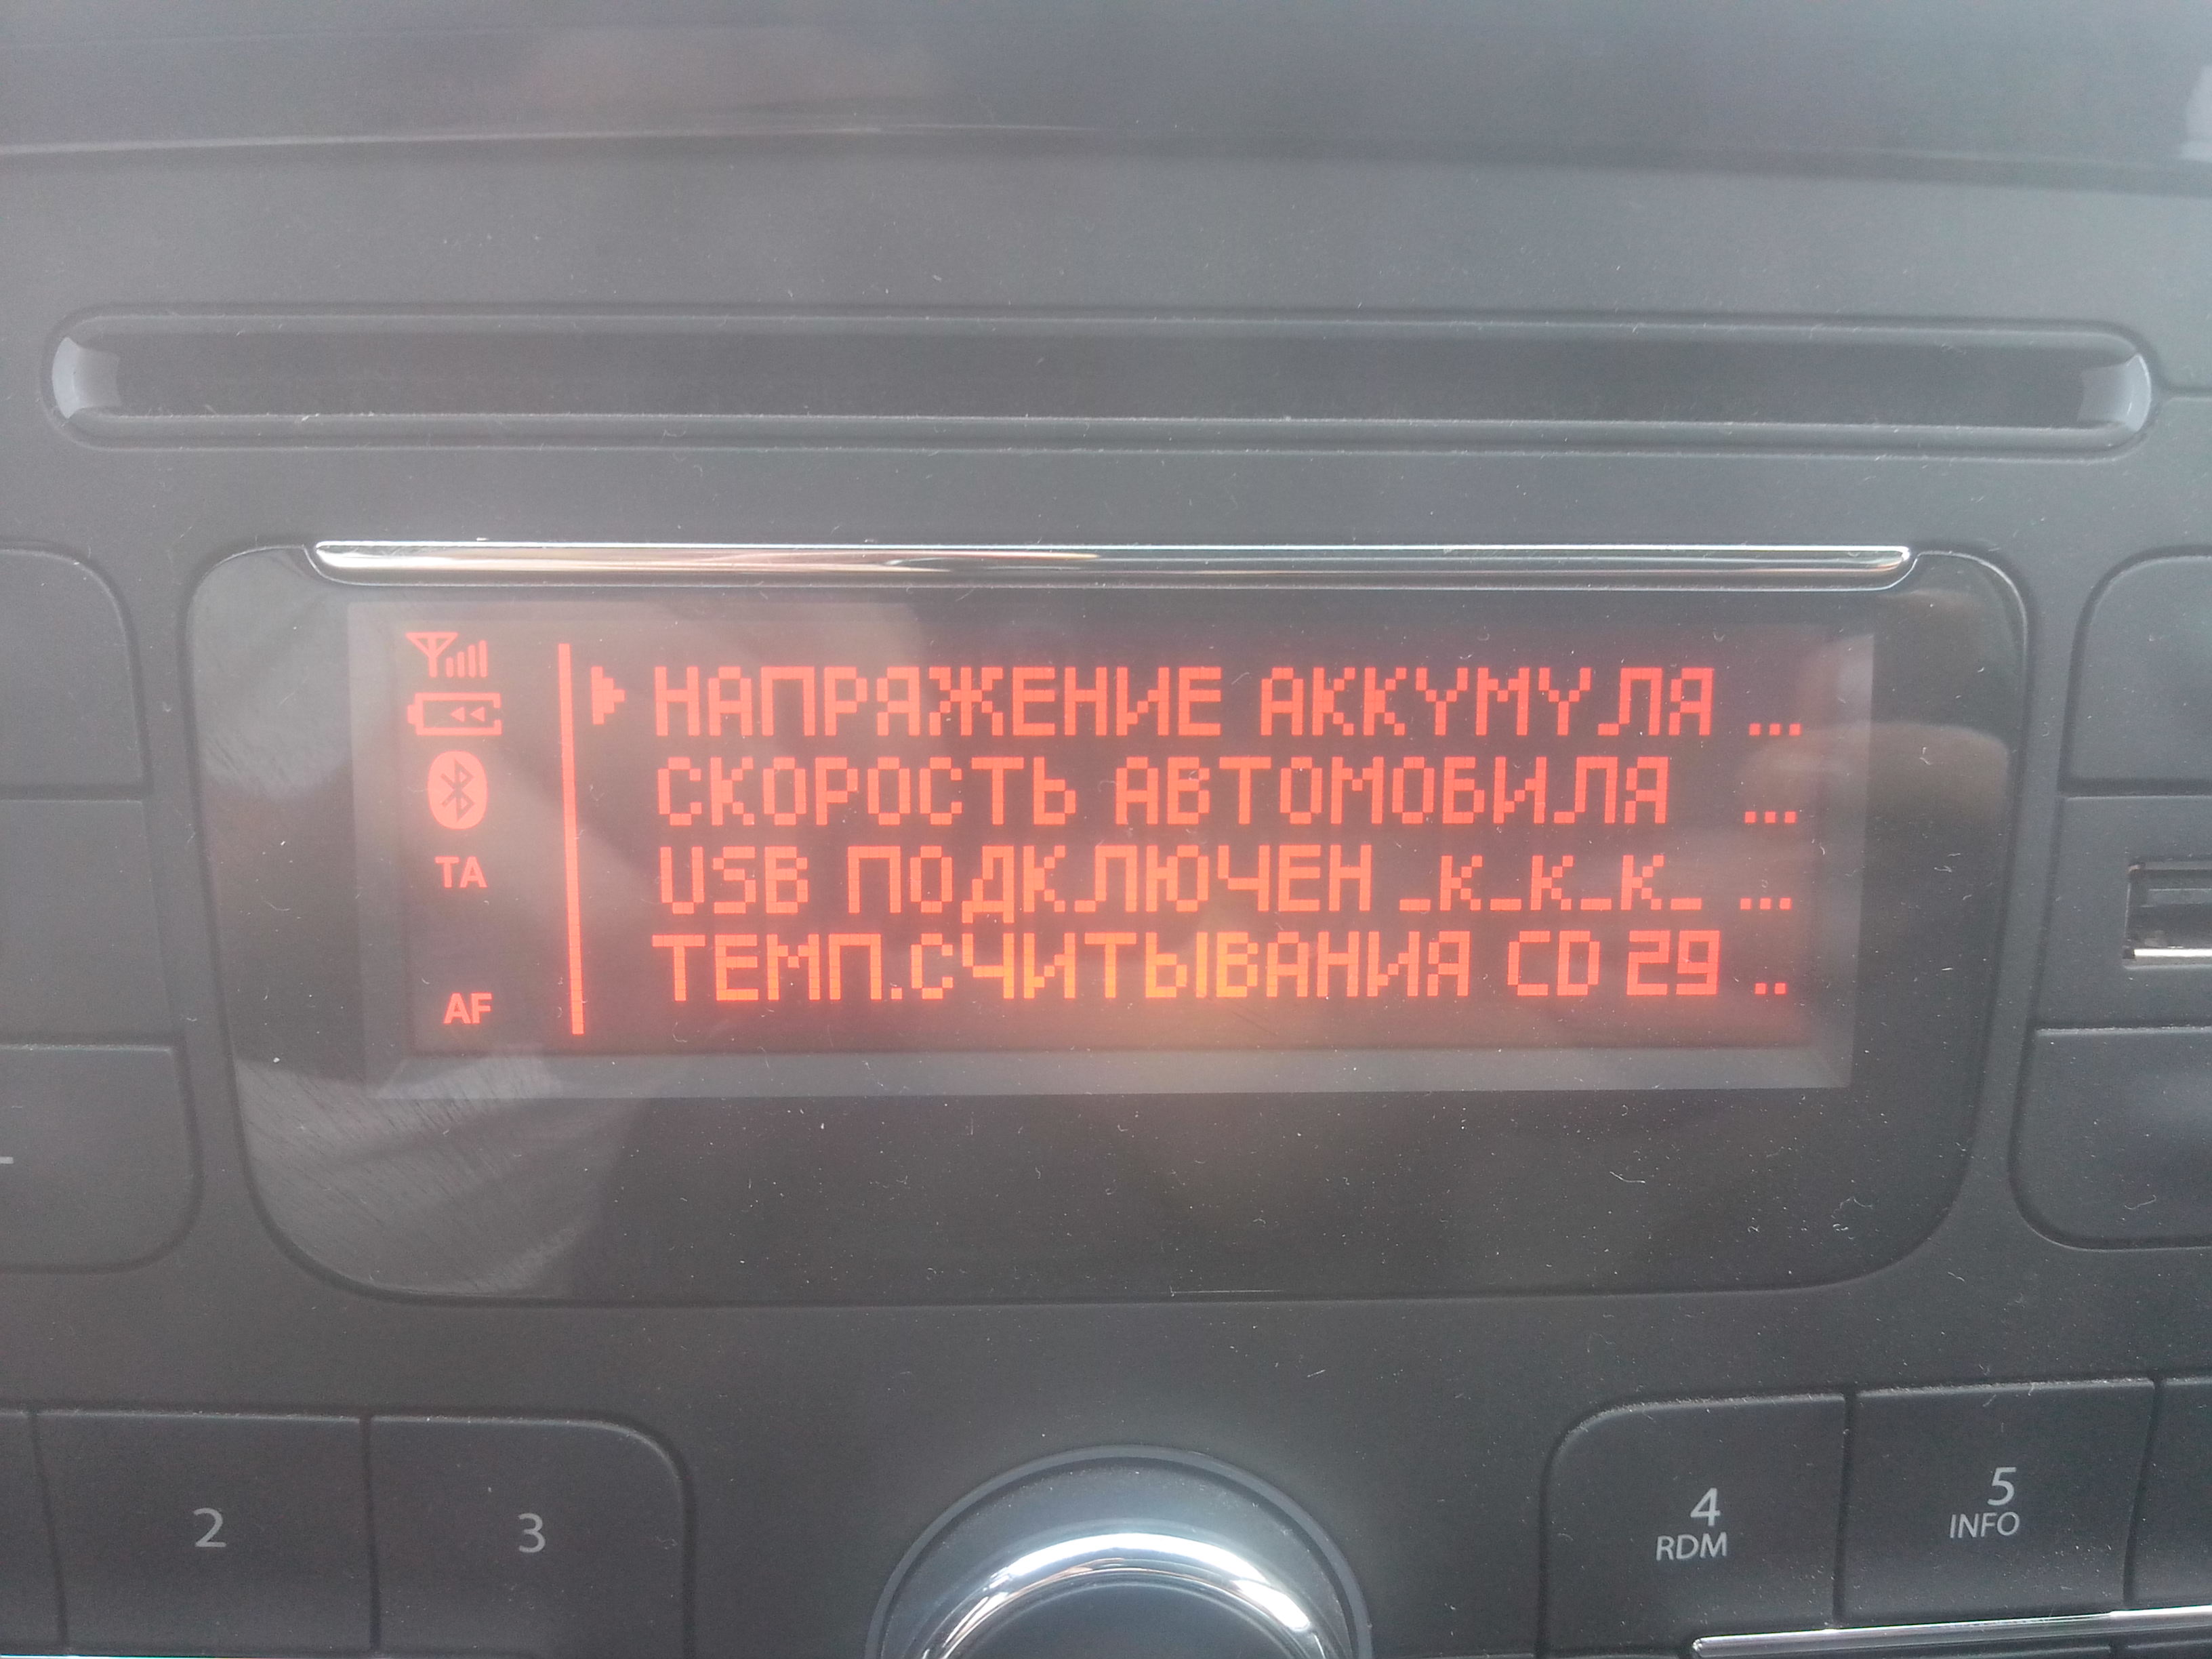 НАПРЯЖЕНИЕ АККУМУЛЯ ...
СКОРОСТЬ АВТОМОБИЛЯ ...
USB ПОДКЛЮЧЕН _К_К_К_ ...
ТЕМП.СЧИТЫВАНИЯ CD 29 ..
TA
AF
2
3
4
RDM
5
INFO